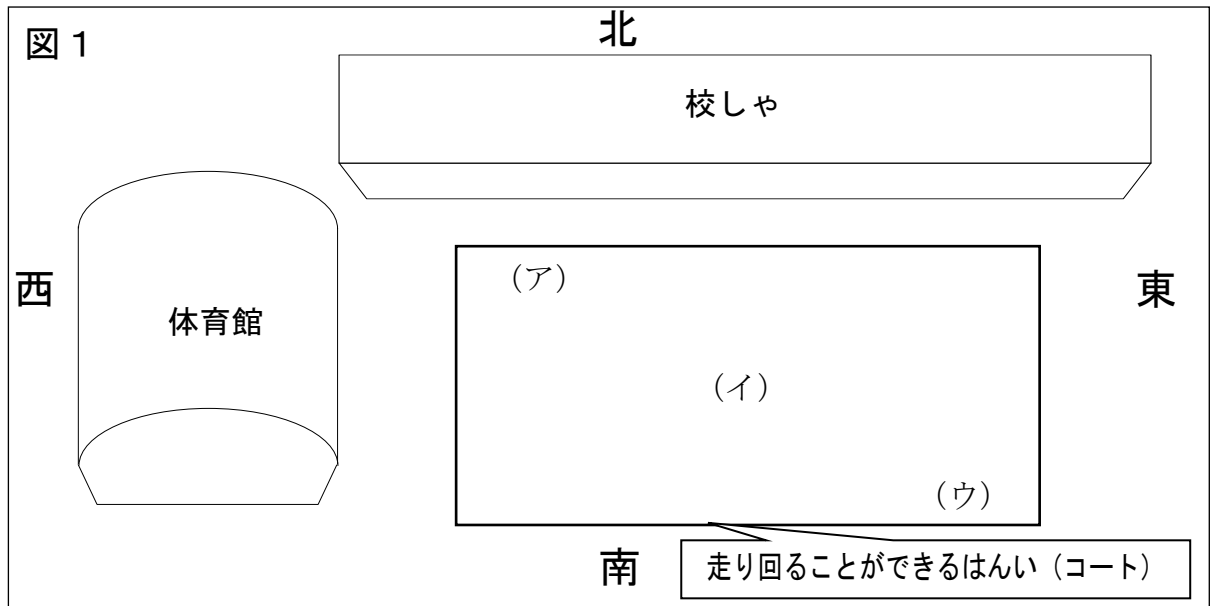 図1
北
校しゃ
西
体育館
(ア)
(イ)
(ウ)
東
南
走り回ることができるはんい(コート)